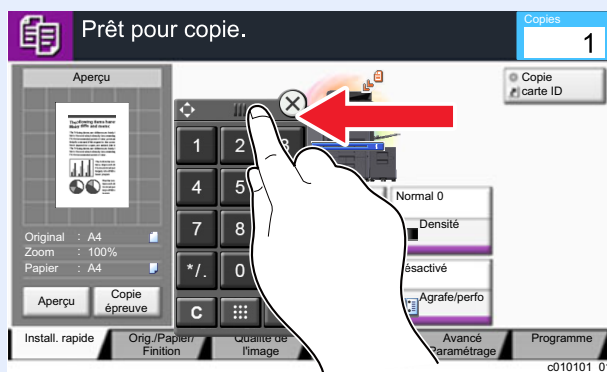 Prêt pour copie.
Copies
1
Aperçu
Copie
carte ID
1 2 3
4 5
7 8
*/. 0
C
Normal 0
Densité
Agrafe/perfo
Original : A4
Zoom : 100%
Papier : A4
Aperçu
Copie
épreuve
Install. rapide
Orig./Papier/
Finition
Qualité de
l'image
Avancé
Paramétrage
Programme
c010101_01